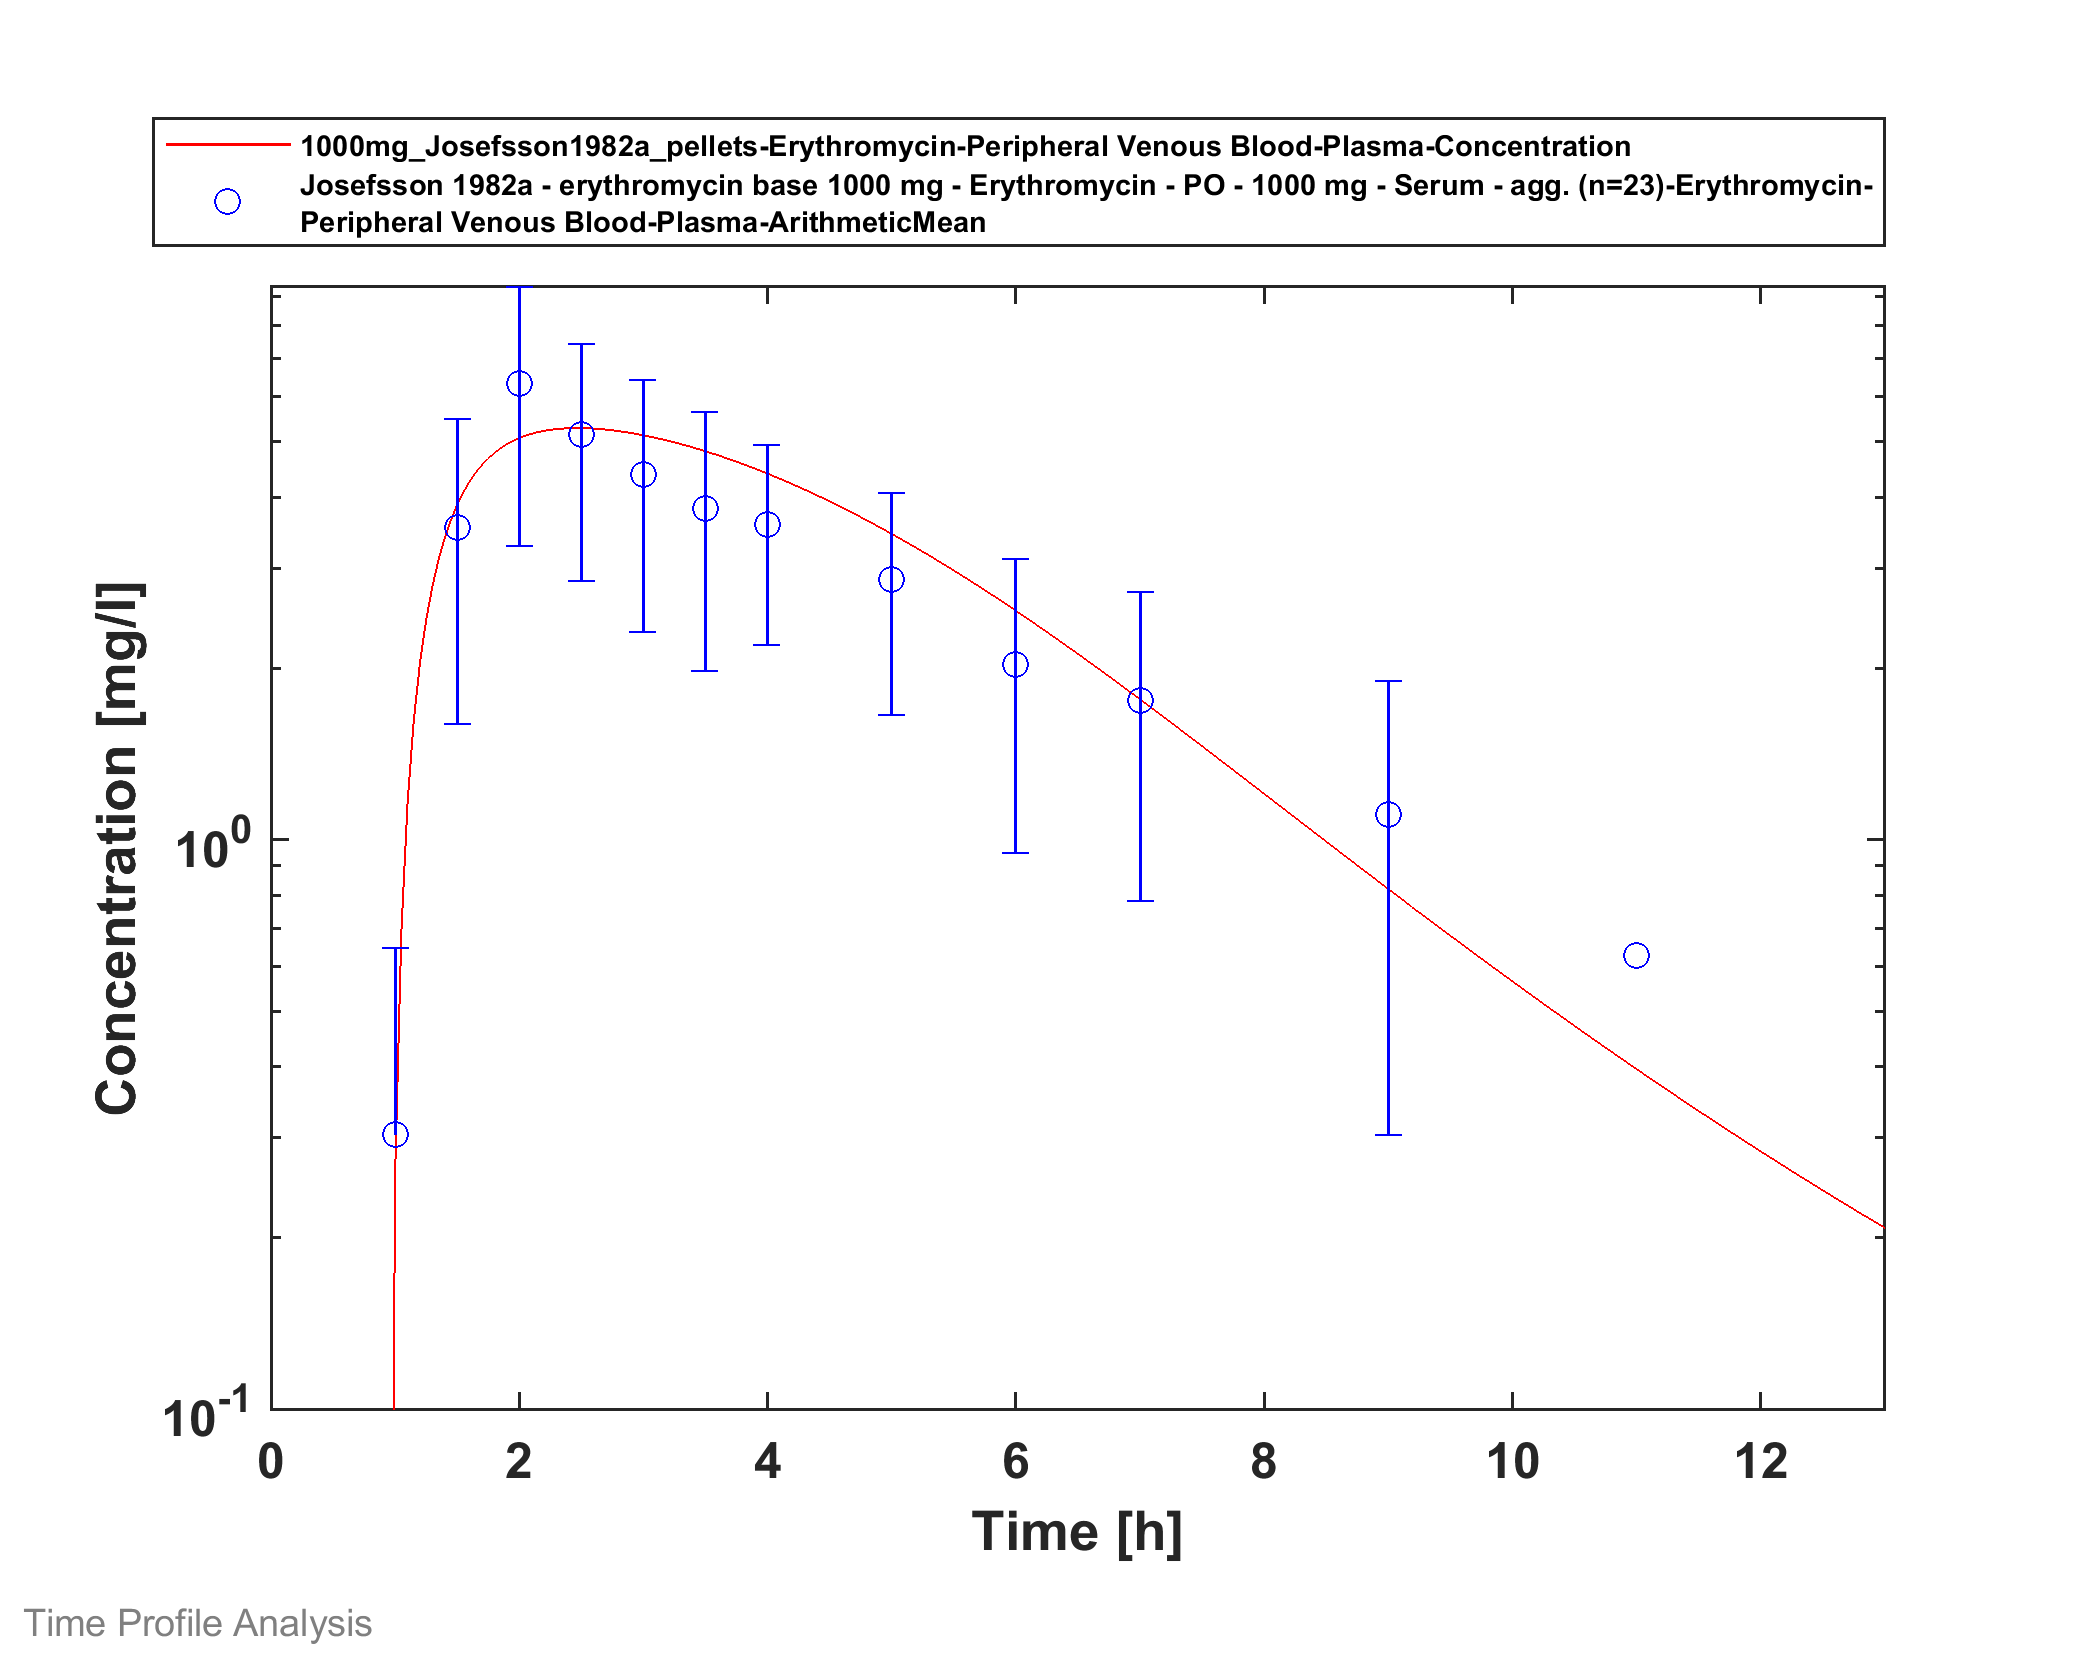 1000mg_Josefsson1982a_pellets-Erythromycin-Peripheral Venous Blood-Plasma-Concentration
Josefsson 1982a - erythromycin base 1000 mg - Erythromycin - PO - 1000 mg - Serum - agg. (n=23)-Erythromycin-
Peripheral Venous Blood-Plasma-ArithmeticMean
Concentration [mg/l]
10^0
10^-1
0 2 4 6 8 10 12
Time [h]
Time Profile Analysis